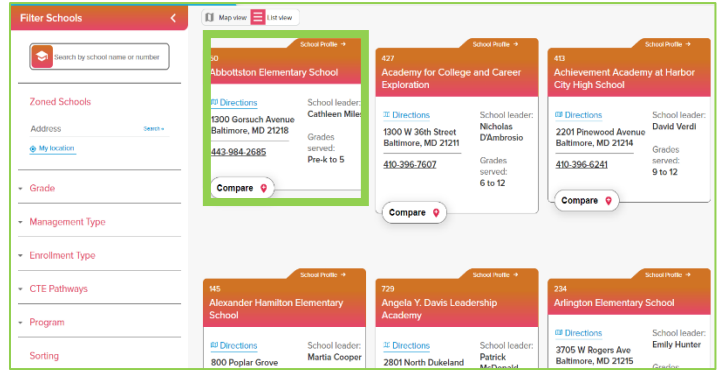 Filter Schools
Search by school name or number
Zoned Schools
Address
Search
My location
Grade
Management Type
Enrollment Type
CTE Pathways
Program
Sorting
Map view
List view
School Profile →
50
Abbottston Elementary School
Directions
1300 Gorsuch Avenue
Baltimore, MD 21218
443-984-2685
School leader:
Cathleen Miles
Grades
served:
Pre-k to 5
Compare
School Profile →
427
Academy for College and Career
Exploration
Directions
1300 W 36th Street
Baltimore, MD 21211
410-396-7607
School leader:
Nicholas
D'Ambrosio
Grades
served:
6 to 12
Compare
School Profile →
413
Achievement Academy at Harbor
City High School
Directions
2201 Pinewood Avenue
Baltimore, MD 21214
410-396-6241
School leader:
David Verdi
Grades
served:
9 to 12
Compare
School Profile →
145
Alexander Hamilton Elementary
School
Directions
800 Poplar Grove
School leader:
Martia Cooper
School Profile →
729
Angela Y. Davis Leadership
Academy
Directions
2801 North Dukeland
School leader:
Patrick
McDonald
School Profile →
234
Arlington Elementary School
Directions
3705 W Rogers Ave
Baltimore, MD 21215
School leader:
Emily Hunter
Grades